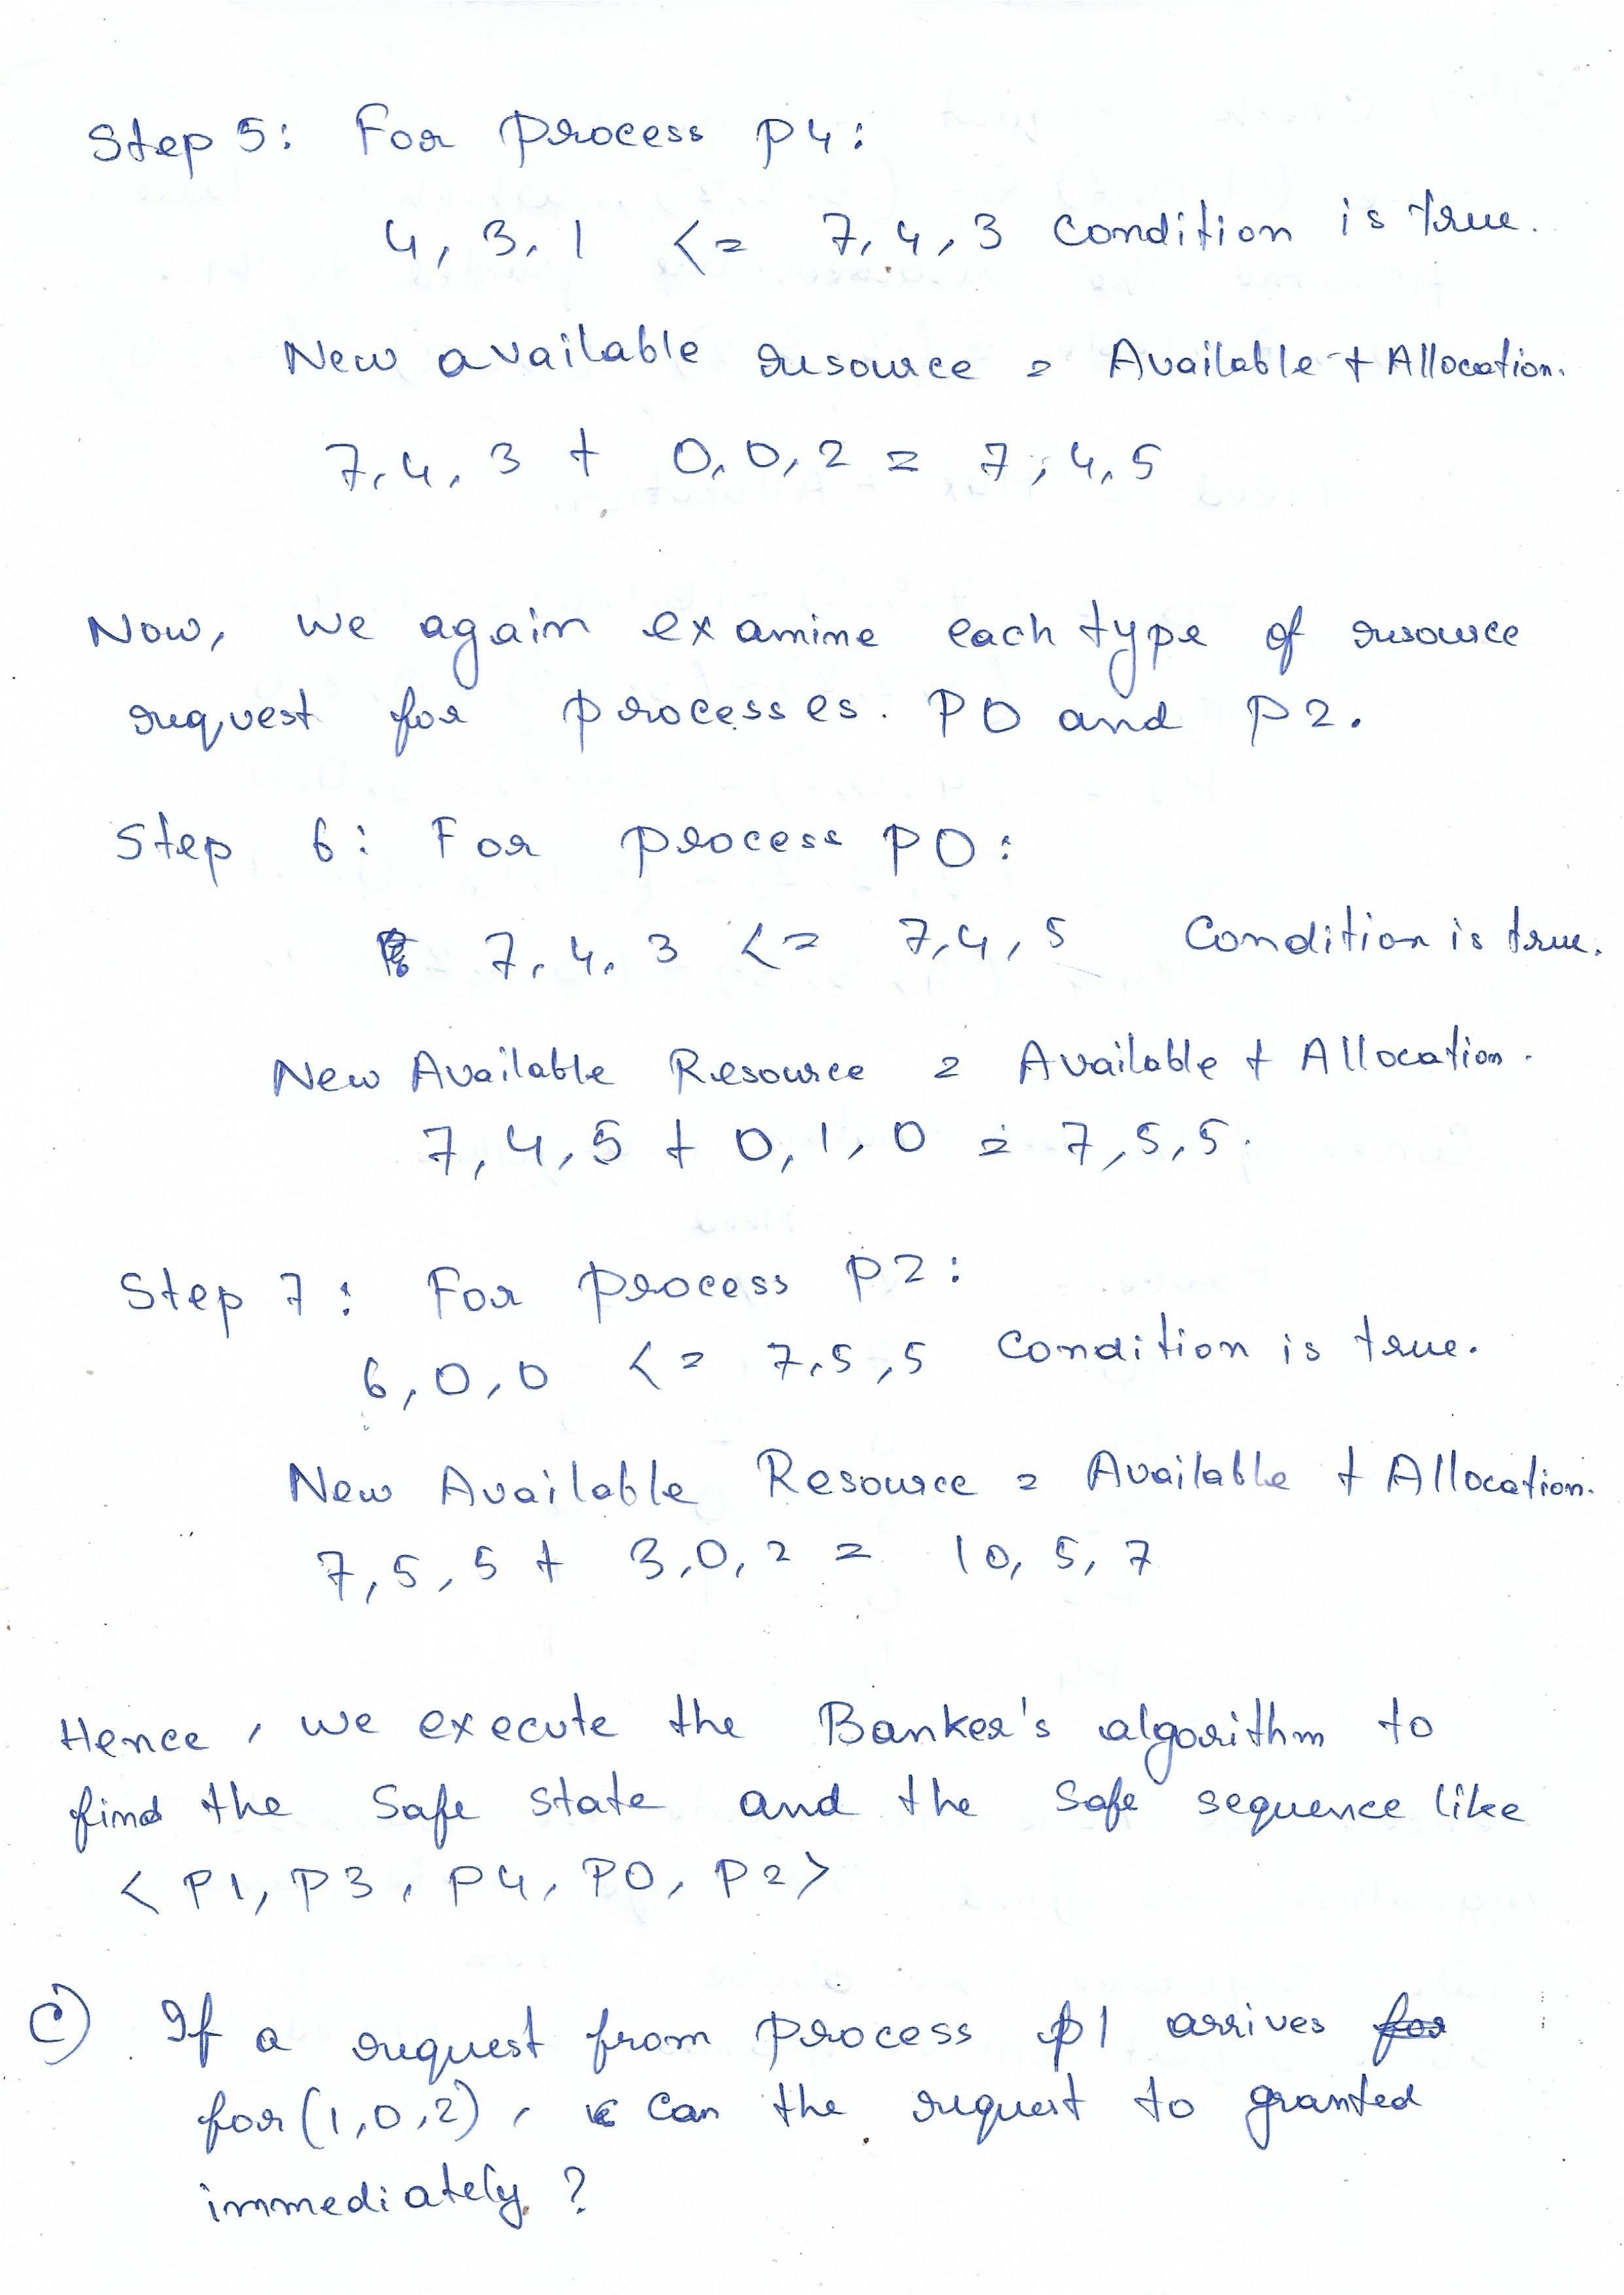 Step 5: For process P4:
4, 3, 1 <= 7, 4, 3 condition is true.
New available resource = Available + Allocation.
7, 4, 3 + 0, 0, 2 = 7, 4, 5
Now, we again examine each type of resource
request for processes. P0 and P2.
Step 6: For process P0:
7, 4, 3 <= 7, 4, 5 Condition is true.
New Available Resource = Available + Allocation.
7, 4, 5 + 0, 1, 0 = 7, 5, 5.
Step 7: For process P2:
6, 0, 0 <= 7, 5, 5 Condition is true.
New Available Resource = Available + Allocation.
7, 5, 5 + 3, 0, 2 = 10, 5, 7
Hence, we execute the Banker's algorithm to
find the safe state and the safe sequence like
< P1, P3, P4, P0, P2>
C) If a request from process p1 arrives for
for (1, 0, 2), can the request to granted
immediately ?